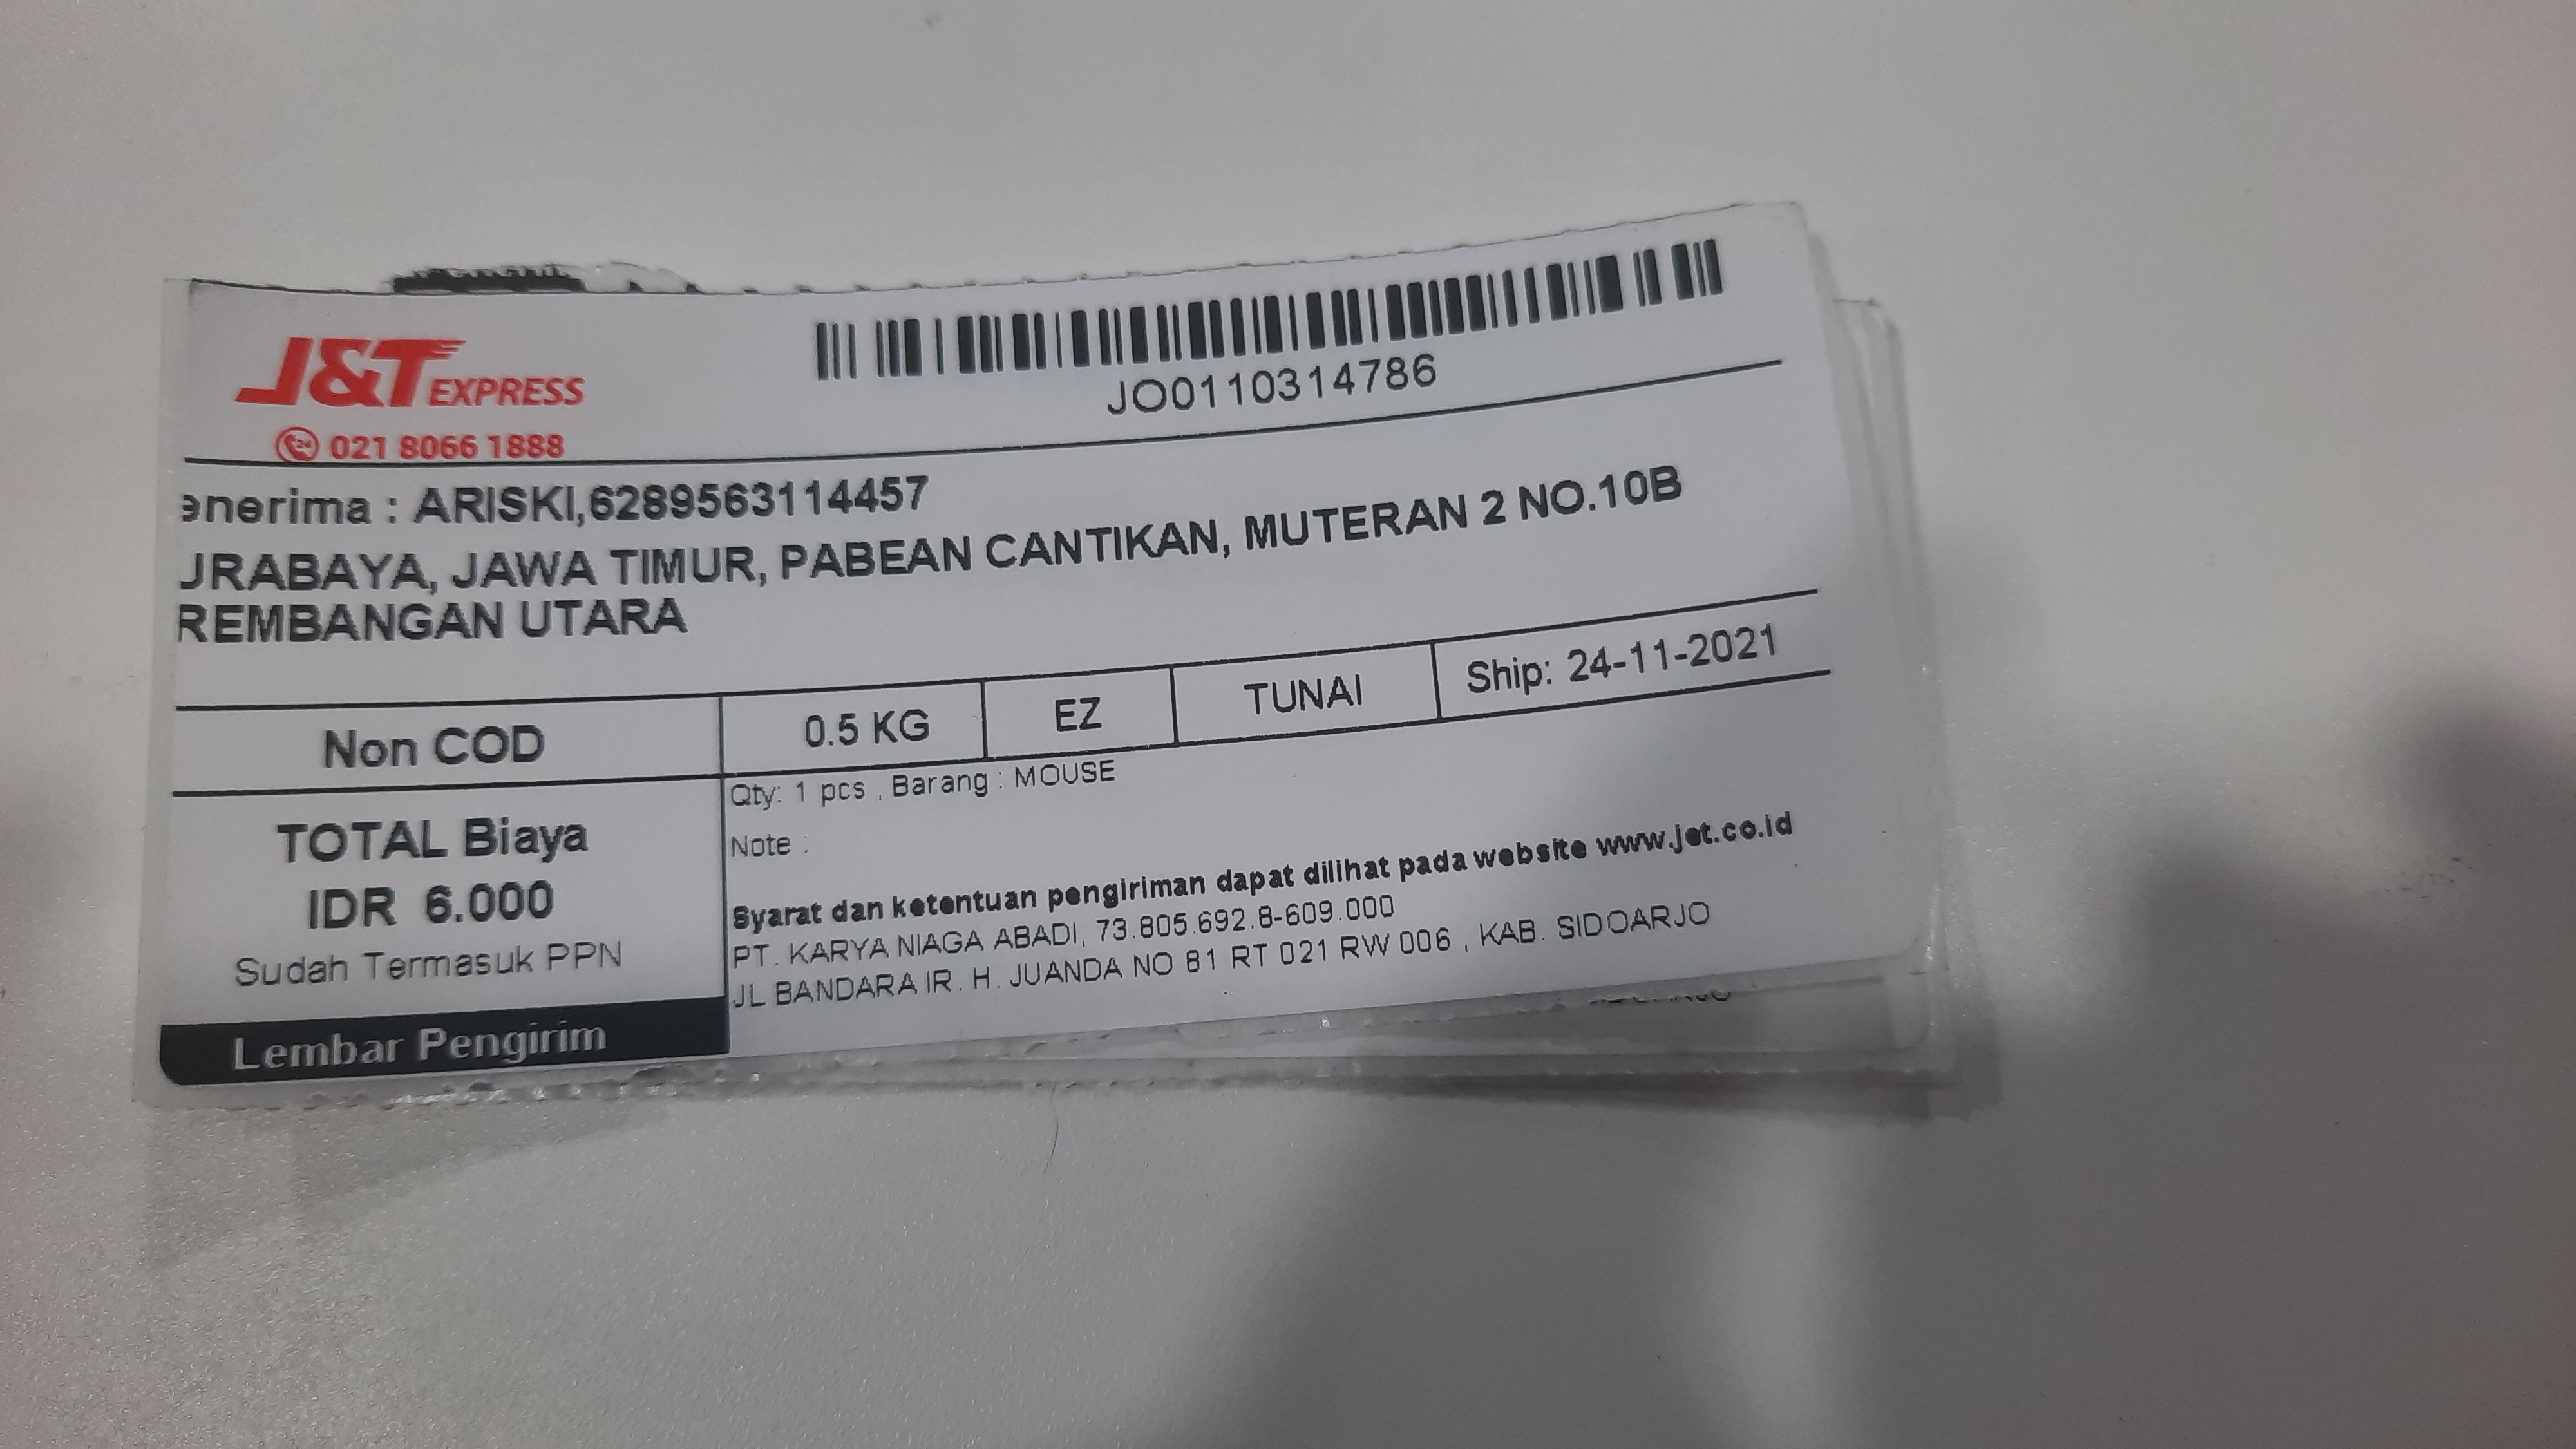 J&T EXPRESS
021 8066 1888
JO0110314786
enerima : ARISKI,6289563114457
JRABAYA, JAWA TIMUR, PABEAN CANTIKAN, MUTERAN 2 NO.10B
REMBANGAN UTARA
Non COD 0.5 KG EZ TUNAI Ship: 24-11-2021
TOTAL Biaya
IDR 6.000
Sudah Termasuk PPN
Lembar Pengirim
Qty: 1 pcs , Barang : MOUSE
Note :
Syarat dan ketentuan pengiriman dapat dilihat pada website www.jet.co.id
PT. KARYA NIAGA ABADI, 73.805.692.8-609.000
JL BANDARA IR. H. JUANDA NO 81 RT 021 RW 006 , KAB. SIDOARJO